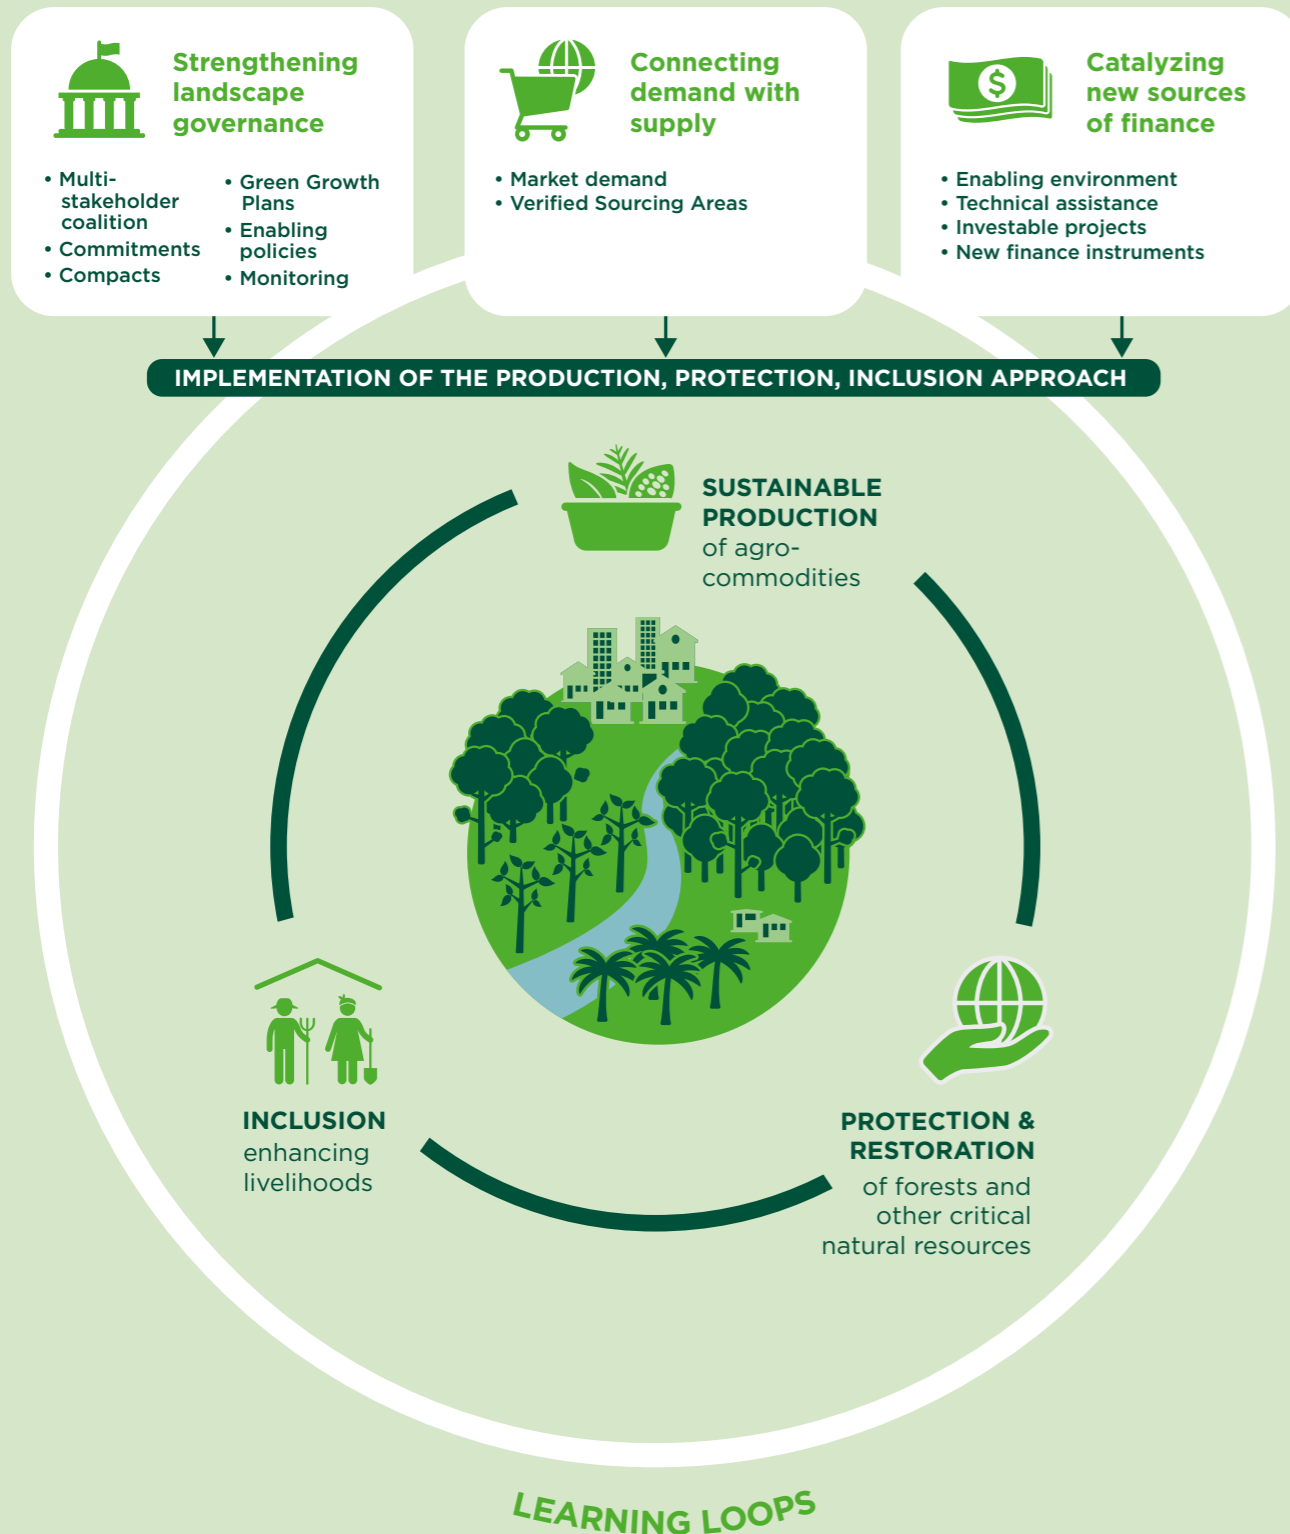 Strengthening
landscape
governance
• Multi-
stakeholder
coalition
• Commitments
• Compacts
• Green Growth
Plans
• Enabling
policies
• Monitoring
Connecting
demand with
supply
• Market demand
• Verified Sourcing Areas
$
Catalyzing
new sources
of finance
• Enabling environment
• Technical assistance
• Investable projects
• New finance instruments
IMPLEMENTATION OF THE PRODUCTION, PROTECTION, INCLUSION APPROACH
SUSTAINABLE
PRODUCTION
of agro-
commodities
INCLUSION
enhancing
livelihoods
PROTECTION &
RESTORATION
of forests and
other critical
natural resources
LEARNING LOOPS